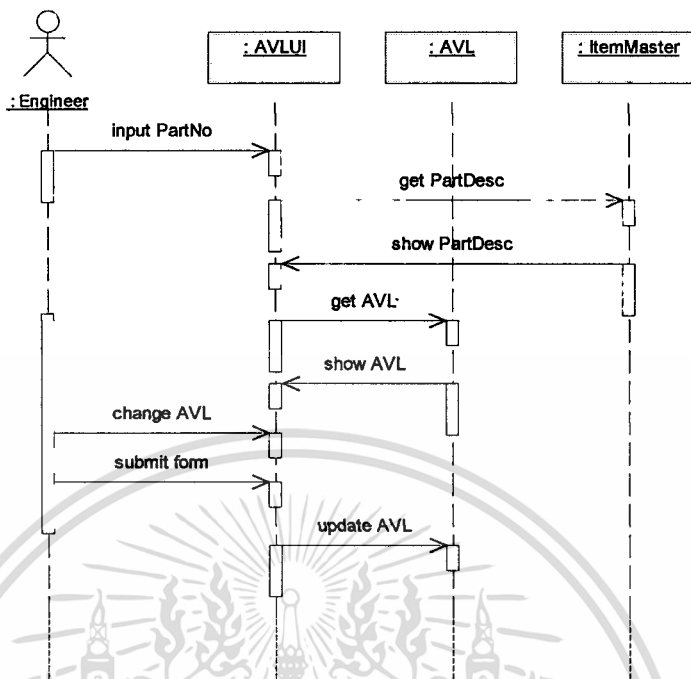 : AVLUI
: AVL
: ItemMaster
: Engineer
input PartNo
get PartDesc
show PartDesc
get AVL
show AVL
change AVL
submit form
update AVL